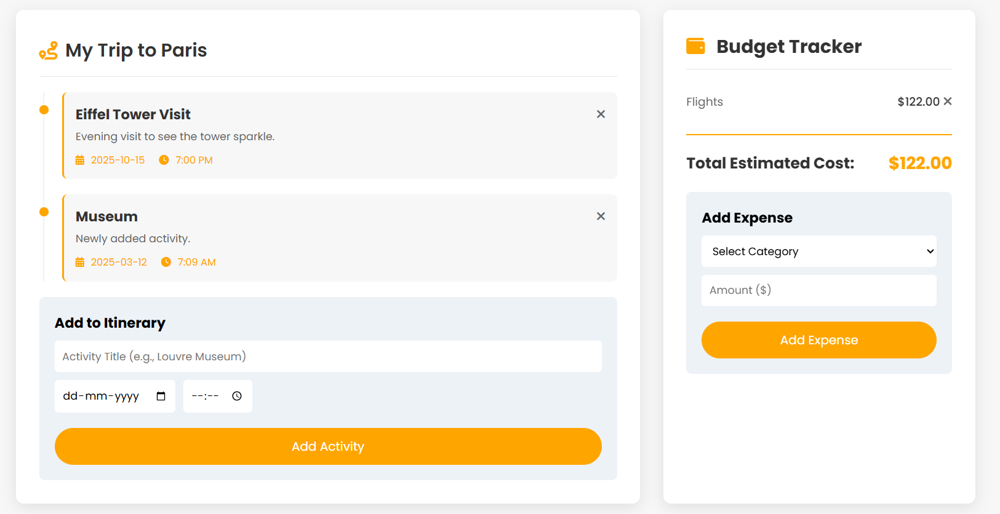 My Trip to Paris
Eiffel Tower Visit
Evening visit to see the tower sparkle.
2025-10-15 7:00 PM
Museum
Newly added activity.
2025-03-12 7:09 AM
Add to Itinerary
Activity Title (e.g., Louvre Museum)
dd-mm-yyyy --:--
Add Activity
Budget Tracker
Flights $122.00
Total Estimated Cost: $122.00
Add Expense
Select Category
Amount ($)
Add Expense